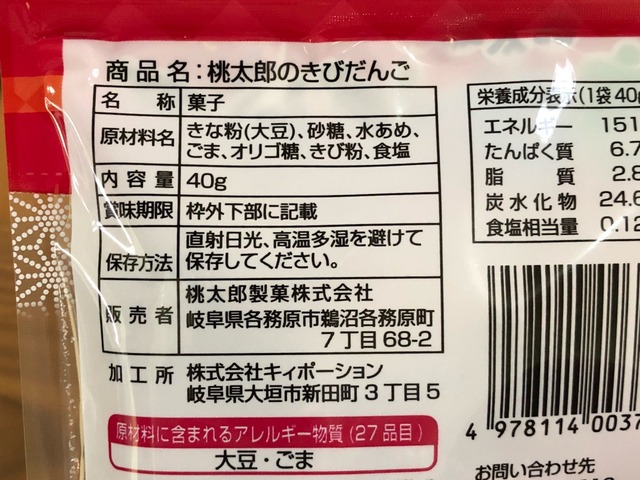 商品名:桃太郎のきびだんご
名称 菓子
原材料名 きな粉(大豆)、砂糖、水あめ、
ごま、オリゴ糖、きび粉、食塩
内容量 40g
賞味期限 枠外下部に記載
保存方法 直射日光、高温多湿を避けて
保存してください。
販売者 桃太郎製菓株式会社
岐阜県各務原市鵜沼各務原町
7丁目68-2
加工所 株式会社キィポーション
岐阜県大垣市新田町3丁目5
原材料に含まれるアレルギー物質(27品目)
大豆・ごま
栄養成分表示(1袋40g
エネルギー 151
たんぱく質 6.7
脂質 2.8
炭水化物 24.6
食塩相当量 0.12
4 978114 0037
お問い合わせ先